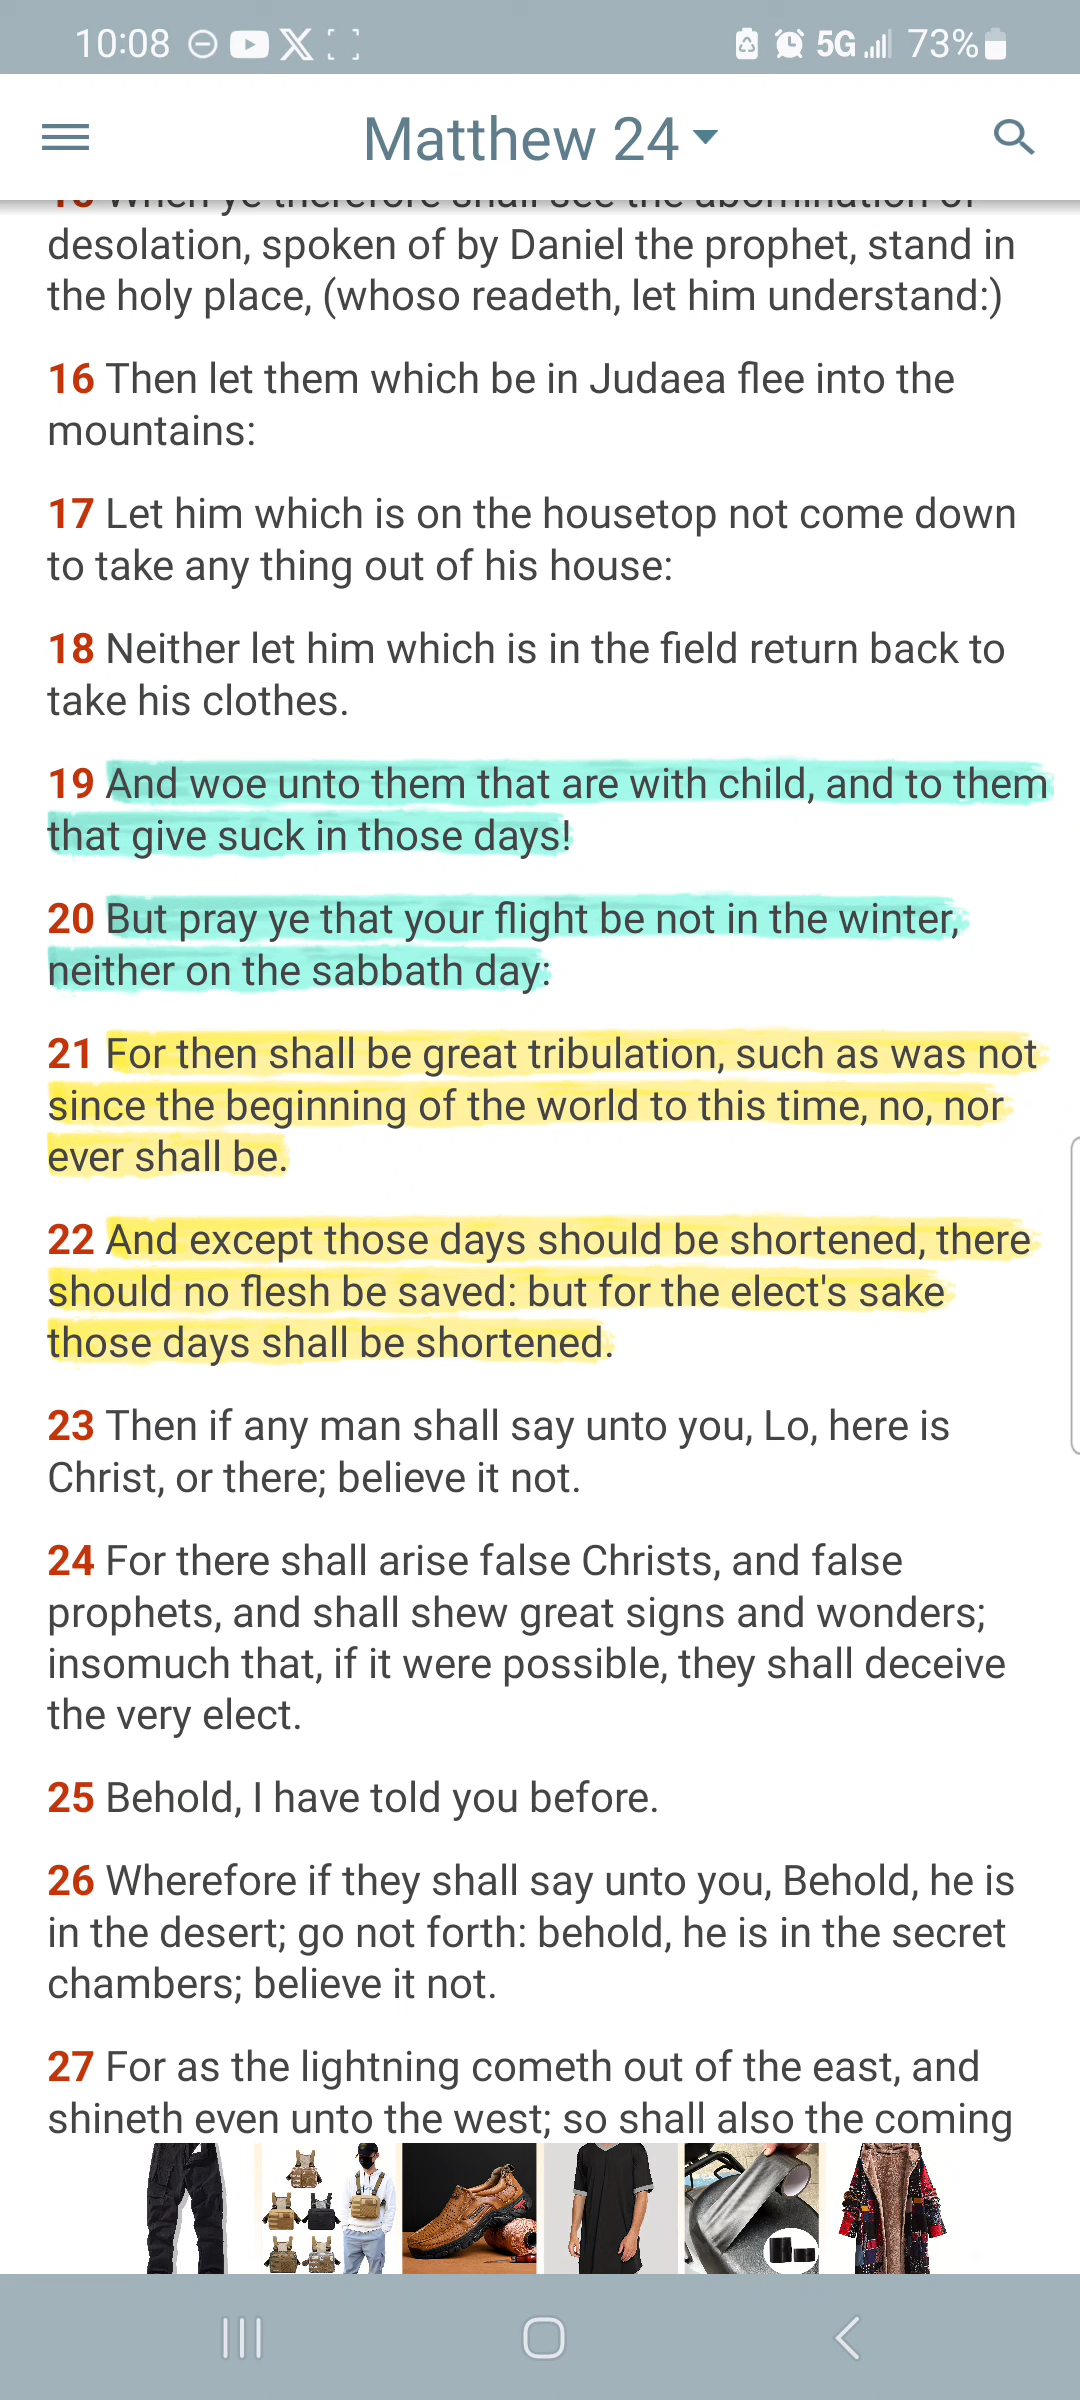 10:08
5G 73%
Matthew 24
15 When ye therefore shall see the abomination of
desolation, spoken of by Daniel the prophet, stand in
the holy place, (whoso readeth, let him understand:)
16 Then let them which be in Judaea flee into the
mountains:
17 Let him which is on the housetop not come down
to take any thing out of his house:
18 Neither let him which is in the field return back to
take his clothes.
19 And woe unto them that are with child, and to them
that give suck in those days!
20 But pray ye that your flight be not in the winter,
neither on the sabbath day:
21 For then shall be great tribulation, such as was not
since the beginning of the world to this time, no, nor
ever shall be.
22 And except those days should be shortened, there
should no flesh be saved: but for the elect's sake
those days shall be shortened.
23 Then if any man shall say unto you, Lo, here is
Christ, or there; believe it not.
24 For there shall arise false Christs, and false
prophets, and shall shew great signs and wonders;
insomuch that, if it were possible, they shall deceive
the very elect.
25 Behold, I have told you before.
26 Wherefore if they shall say unto you, Behold, he is
in the desert; go not forth: behold, he is in the secret
chambers; believe it not.
27 For as the lightning cometh out of the east, and
shineth even unto the west; so shall also the coming